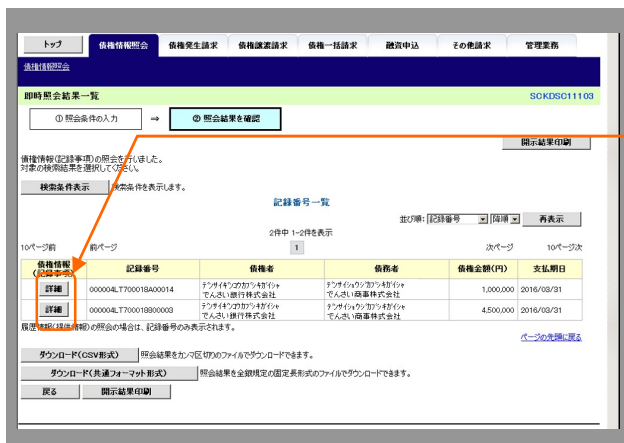 トップ 債権情報照会 債権発生請求 債権譲渡請求 債権一括請求 融資申込 その他請求 管理業務
債権情報照会
即時照会結果一覧 SCKDSC11103
① 照会条件の入力 ⇒ ② 照会結果を確認
開示結果印刷
債権情報(記録事項)の照会を行いました。
対象の検索結果を選択してください。
検索条件表示 検索条件を表示します。
記録番号一覧
並び順: 記録番号 降順 再表示
2件中 1-2件を表示
10ページ前 前ページ 1 次ページ 10ページ次
債権情報
(記録事項) 記録番号 債権者 債務者 債権金額(円) 支払期日
詳細 000004LT700018A00014 デンサイギンコウカブシキガイシャ
でんさい銀行株式会社 デンサイショウジカブシキガイシャ
でんさい商事株式会社 1,000,000 2016/03/31
詳細 000004LT700018800003 デンサイギンコウカブシキガイシャ
でんさい銀行株式会社 デンサイショウジカブシキガイシャ
でんさい商事株式会社 4,500,000 2016/03/31
履歴情報(提供情報)の照会の場合は、記録番号のみ表示されます。
ページの先頭に戻る
ダウンロード(CSV形式) 照会結果をカンマ区切りのファイルでダウンロードできます。
ダウンロード(共通フォーマット形式) 照会結果を全銀規定の固定長形式のファイルでダウンロードできます。
戻る 開示結果印刷